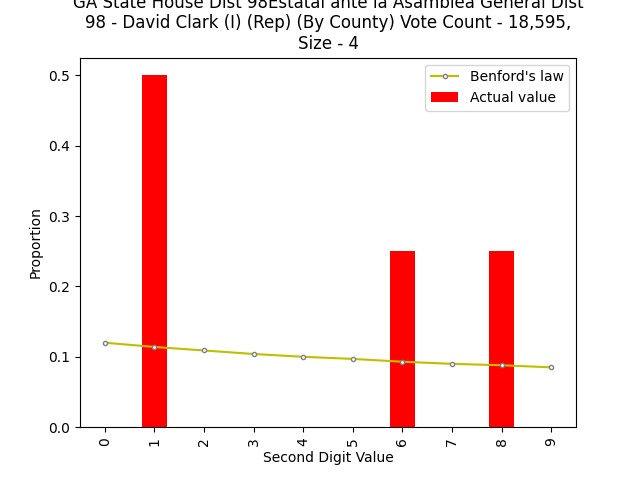 GA State House Dist 98Estatal ante la Asamblea General Dist
98 - David Clark (I) (Rep) (By County) Vote Count - 18,595,
Size - 4
Benford's law
Actual value
0.5
0.4
0.3
0.2
0.1
0.0
Proportion
0 1 2 3 4 5 6 7 8 9
Second Digit Value